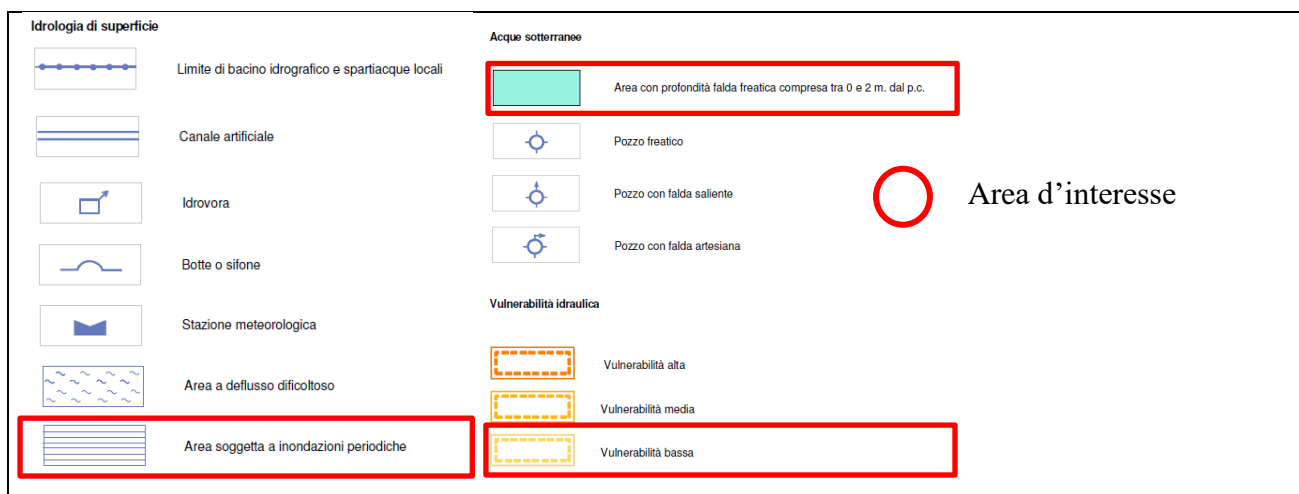 Idrologia di superficie
Limite di bacino idrografico e spartiacque locali
Canale artificiale
Idrovora
Botte o sifone
Stazione meteorologica
Area a deflusso dificoltoso
Area soggetta a inondazioni periodiche
Acque sotterranee
Area con profondità falda freatica compresa tra 0 e 2 m. dal p.c.
Pozzo freatico
Pozzo con falda saliente
Pozzo con falda artesiana
Vulnerabilità idraulica
Vulnerabilità alta
Vulnerabilità media
Vulnerabilità bassa
Area d’interesse